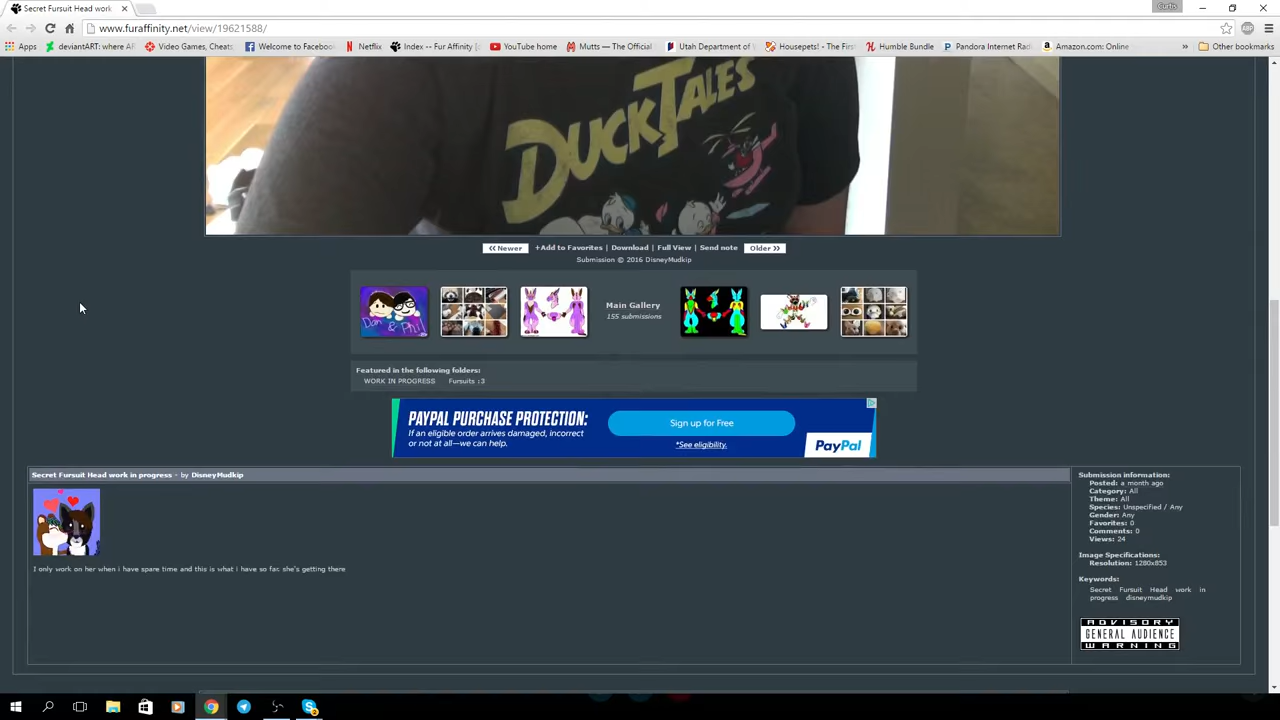 Secret Fursuit Head work
Curtis
www.furaffinity.net/view/19621588/
Apps
deviantART: where AR
Video Games, Cheats
Welcome to Facebook
Netflix
Index -- Fur Affinity [
YouTube home
Mutts — The Official
Utah Department of
Housepets! - The First
Humble Bundle
Pandora Internet Radi
Amazon.com: Online
»
Other bookmarks
DUCKTALES
Newer
+Add to Favorites | Download | Full View | Send note
Older
Submission © 2016 DisneyMudkip
Dan & Phil
Main Gallery
155 submissions
Featured in the following folders:
WORK IN PROGRESS Fursuits :3
PAYPAL PURCHASE PROTECTION:
If an eligible order arrives damaged, incorrect
or not at all—we can help.
Sign up for Free
*See eligibility.
PayPal
Secret Fursuit Head work in progress - by DisneyMudkip
I only work on her when i have spare time and this is what i have so far. she's getting there
Submission information:
Posted: a month ago
Category: All
Theme: All
Species: Unspecified / Any
Gender: Any
Favorites: 0
Comments: 0
Views: 24
Image Specifications:
Resolution: 1280x853
Keywords:
Secret Fursuit Head work in
progress disneymudkip
ADVISORY
GENERAL AUDIENCE
WARNING